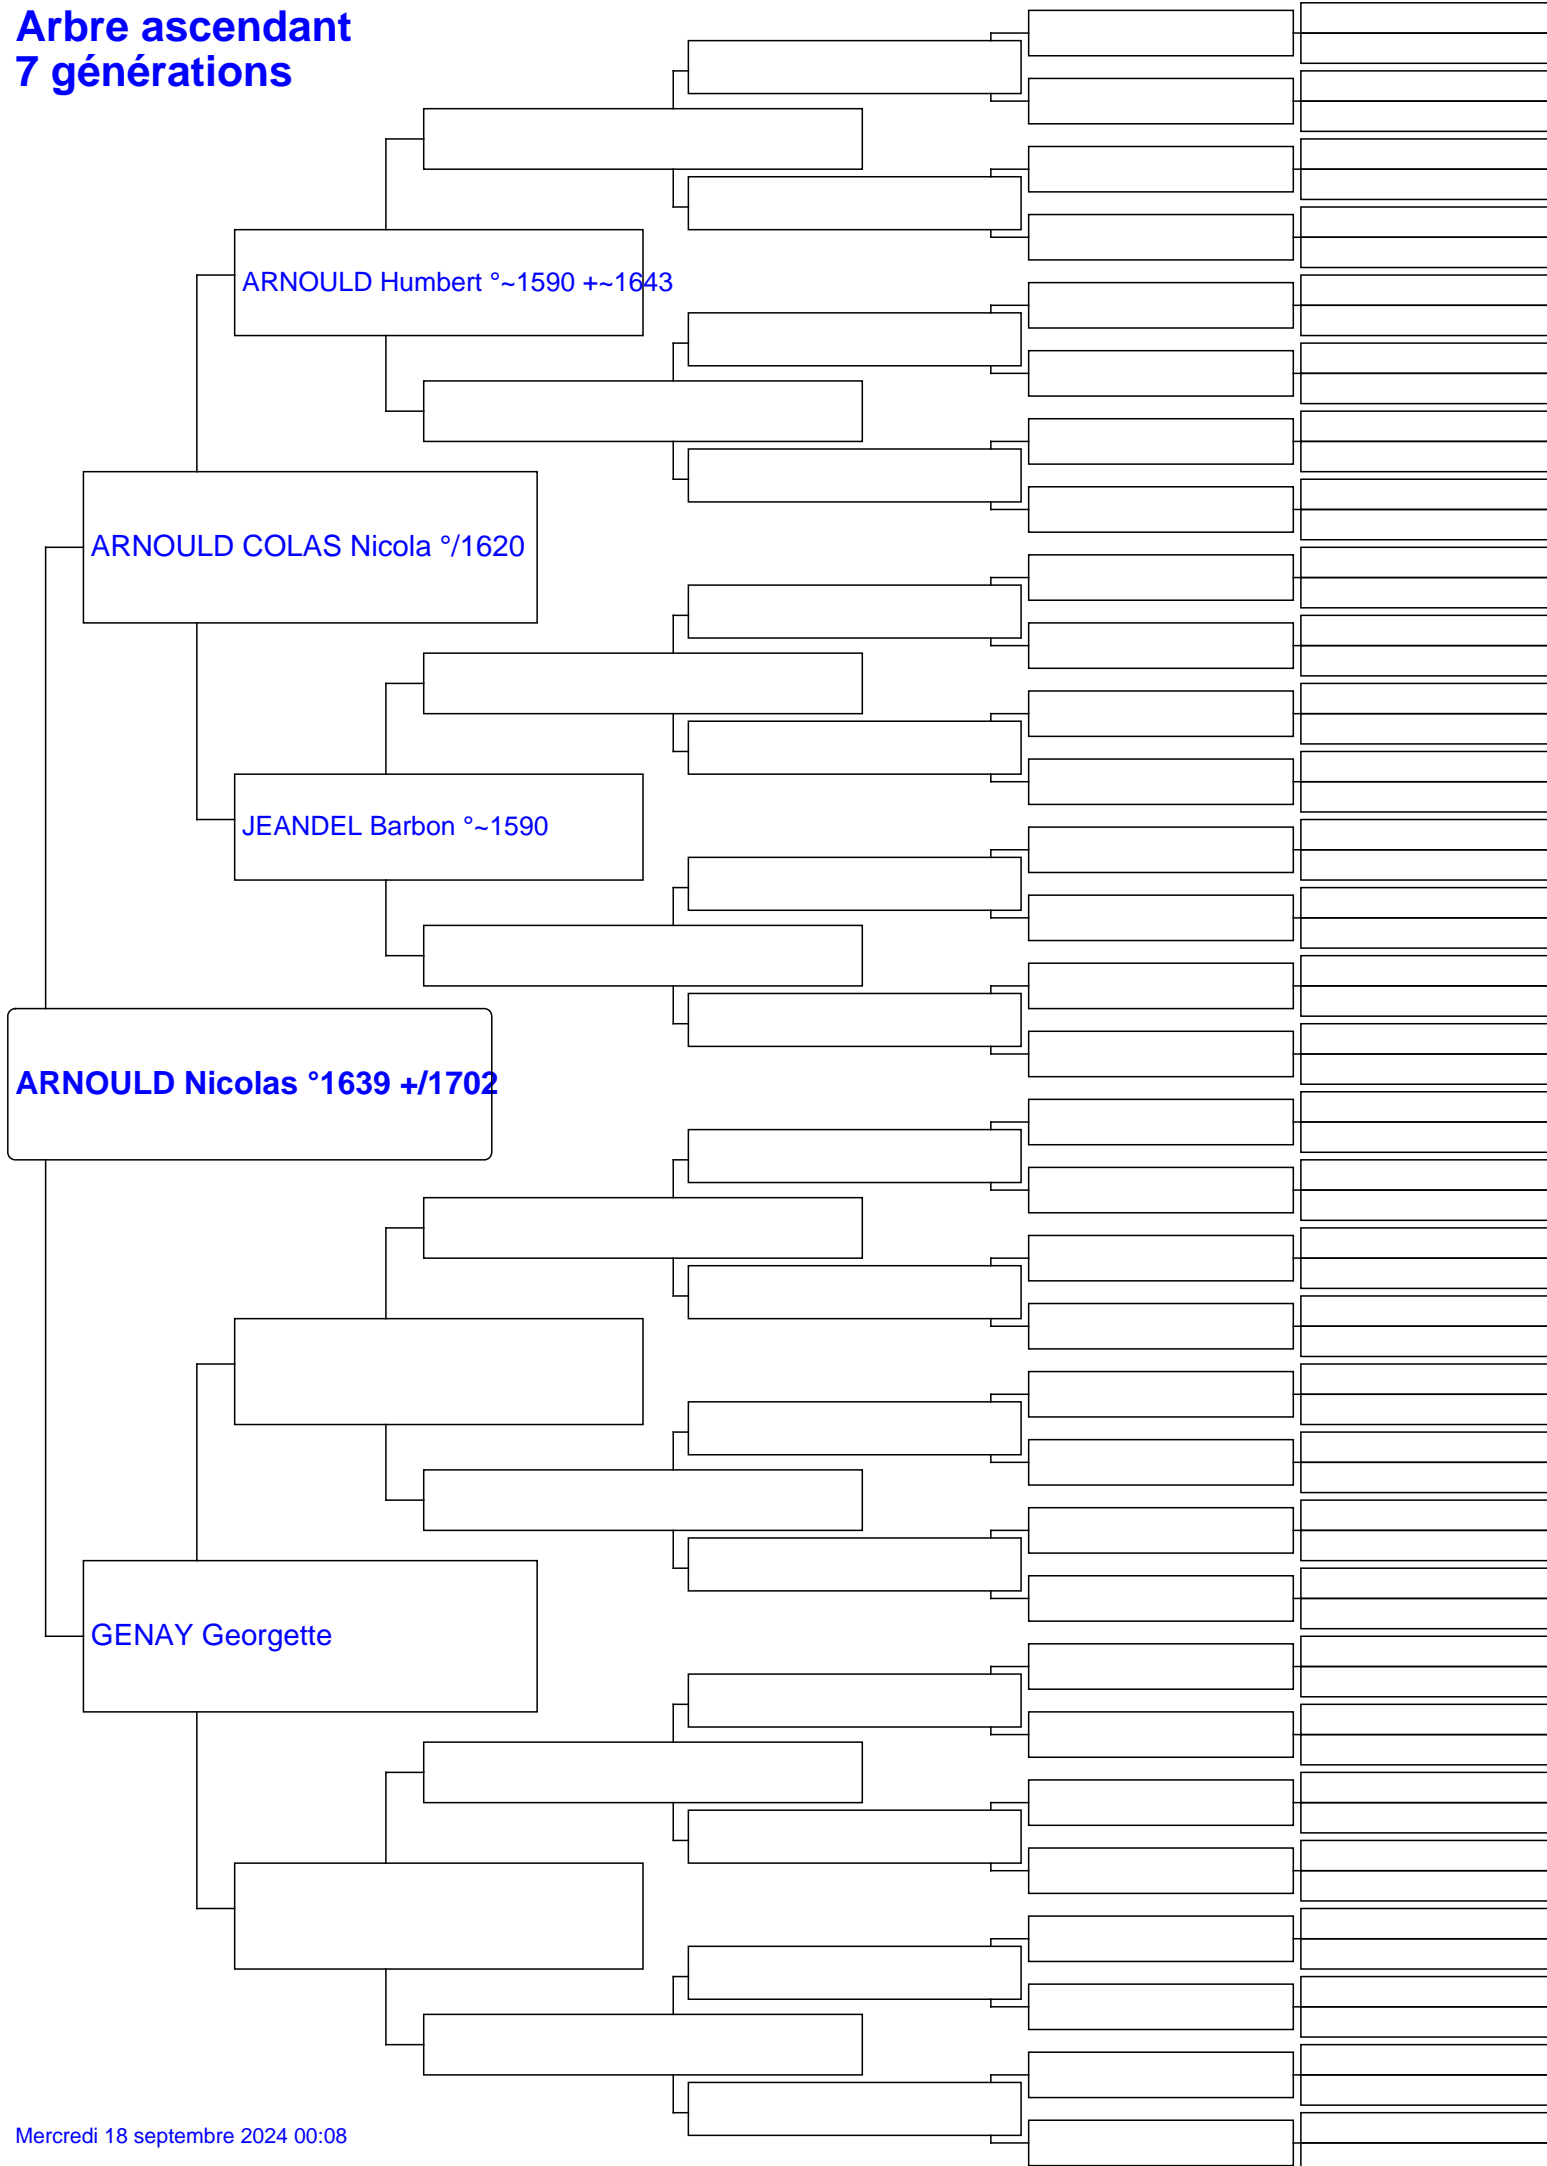 Arbre ascendant
7 générations
ARNOULD Humbert °~1590 +~1643
ARNOULD COLAS Nicola °/1620
JEANDEL Barbon °~1590
ARNOULD Nicolas °1639 +/1702
GENAY Georgette
Mercredi 18 septembre 2024 00:08